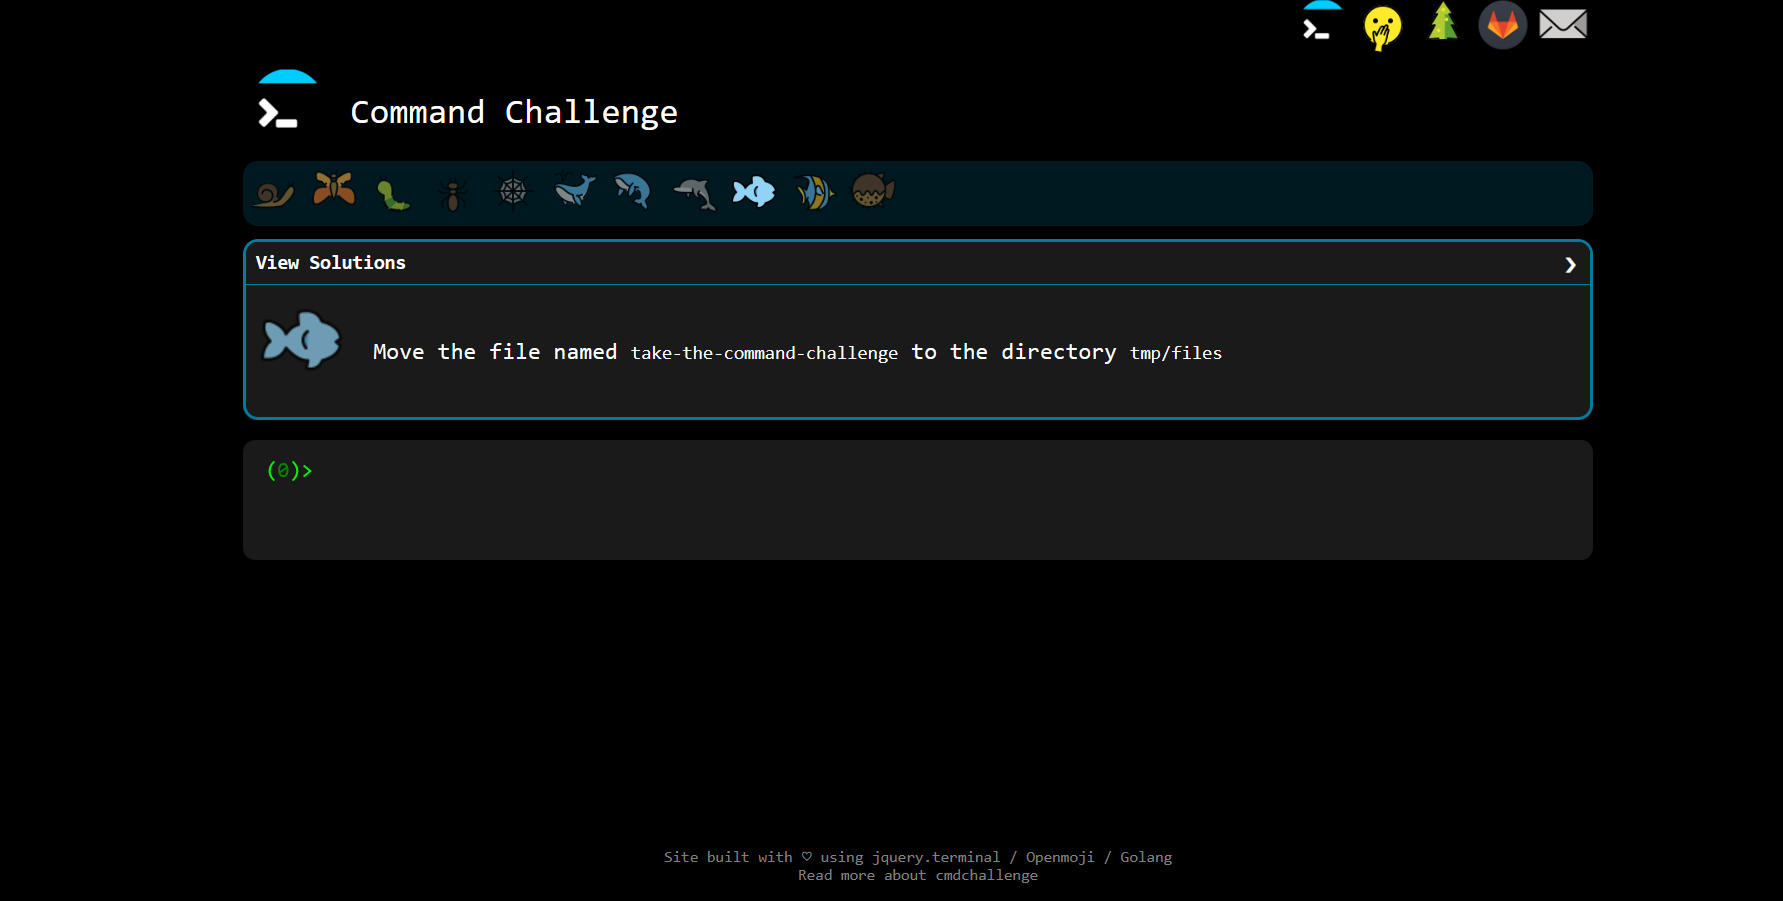 Command Challenge
View Solutions
Move the file named take-the-command-challenge to the directory tmp/files
(0)>
Site built with ♡ using jquery.terminal / Openmoji / Golang
Read more about cmdchallenge